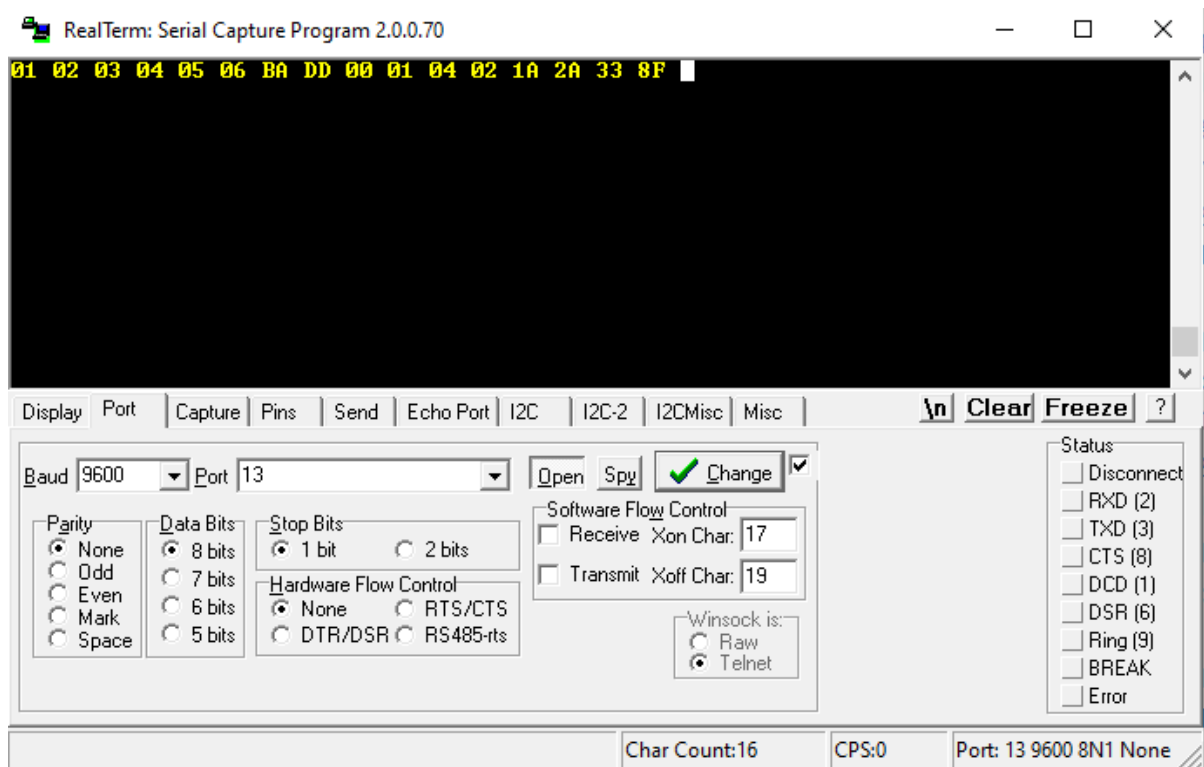 RealTerm: Serial Capture Program 2.0.0.70
01 02 03 04 05 06 BA DD 00 01 04 02 1A 2A 33 8F
Display Port Capture Pins Send Echo Port I2C I2C-2 I2CMisc Misc \n Clear Freeze ?
Baud 9600 Port 13 Open Spy Change
Parity
None
Odd
Even
Mark
Space
Data Bits
8 bits
7 bits
6 bits
5 bits
Stop Bits
1 bit 2 bits
Hardware Flow Control
None RTS/CTS
DTR/DSR RS485-rts
Software Flow Control
Receive Xon Char: 17
Transmit Xoff Char: 19
Winsock is:
Raw
Telnet
Status
Disconnect
RXD (2)
TXD (3)
CTS (8)
DCD (1)
DSR (6)
Ring (9)
BREAK
Error
Char Count:16 CPS:0 Port: 13 9600 8N1 None